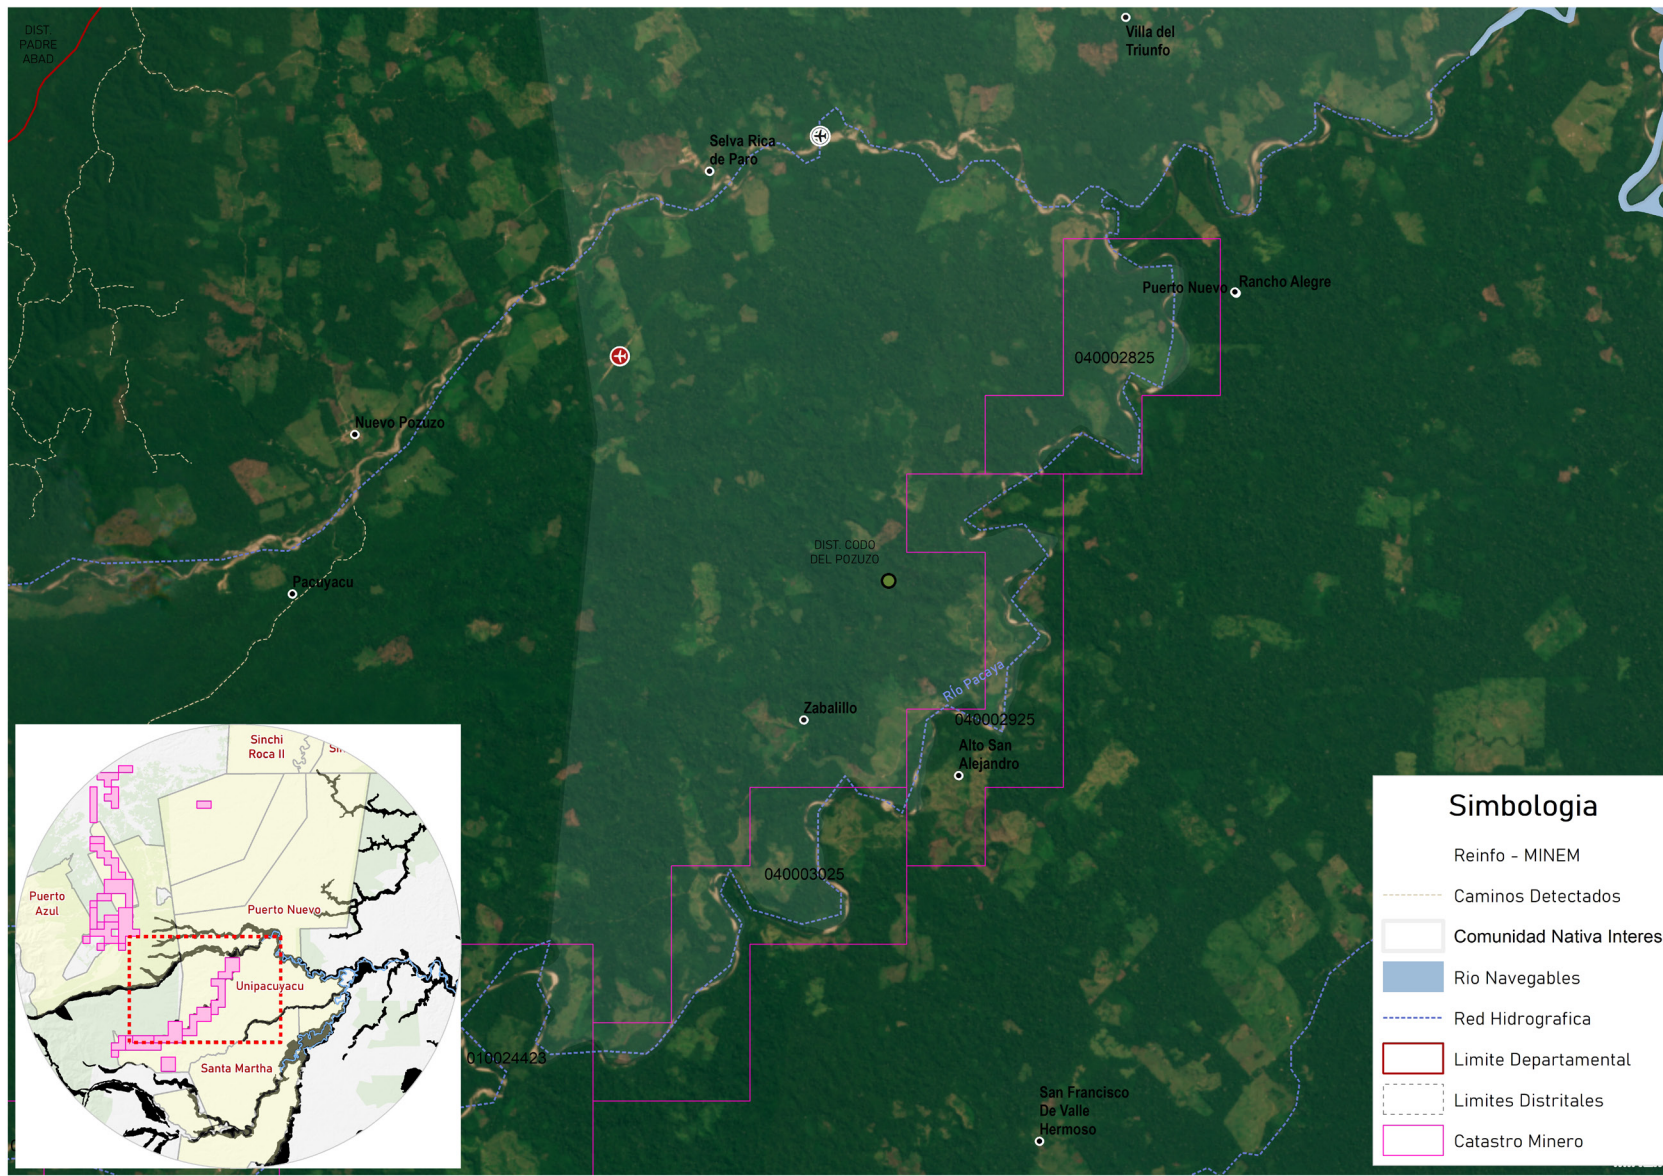 DIST.
PADRE
ABAD
Villa del
Triunfo
Selva Rica
de Paro
Puerto Nuevo
Rancho Alegre
040002825
Nuevo Pozuzo
DIST. CODO
DEL POZUZO
Pacuyacu
Río Pacaya
Zabalillo
040002925
Alto San
Alejandro
040003025
010024423
San Francisco
De Valle
Hermoso
Sinchi
Roca II
Puerto
Azul
Puerto Nuevo
Unipacuyacu
Santa Martha
Simbologia
Reinfo - MINEM
Caminos Detectados
Comunidad Nativa Interes
Rio Navegables
Red Hidrografica
Limite Departamental
Limites Distritales
Catastro Minero